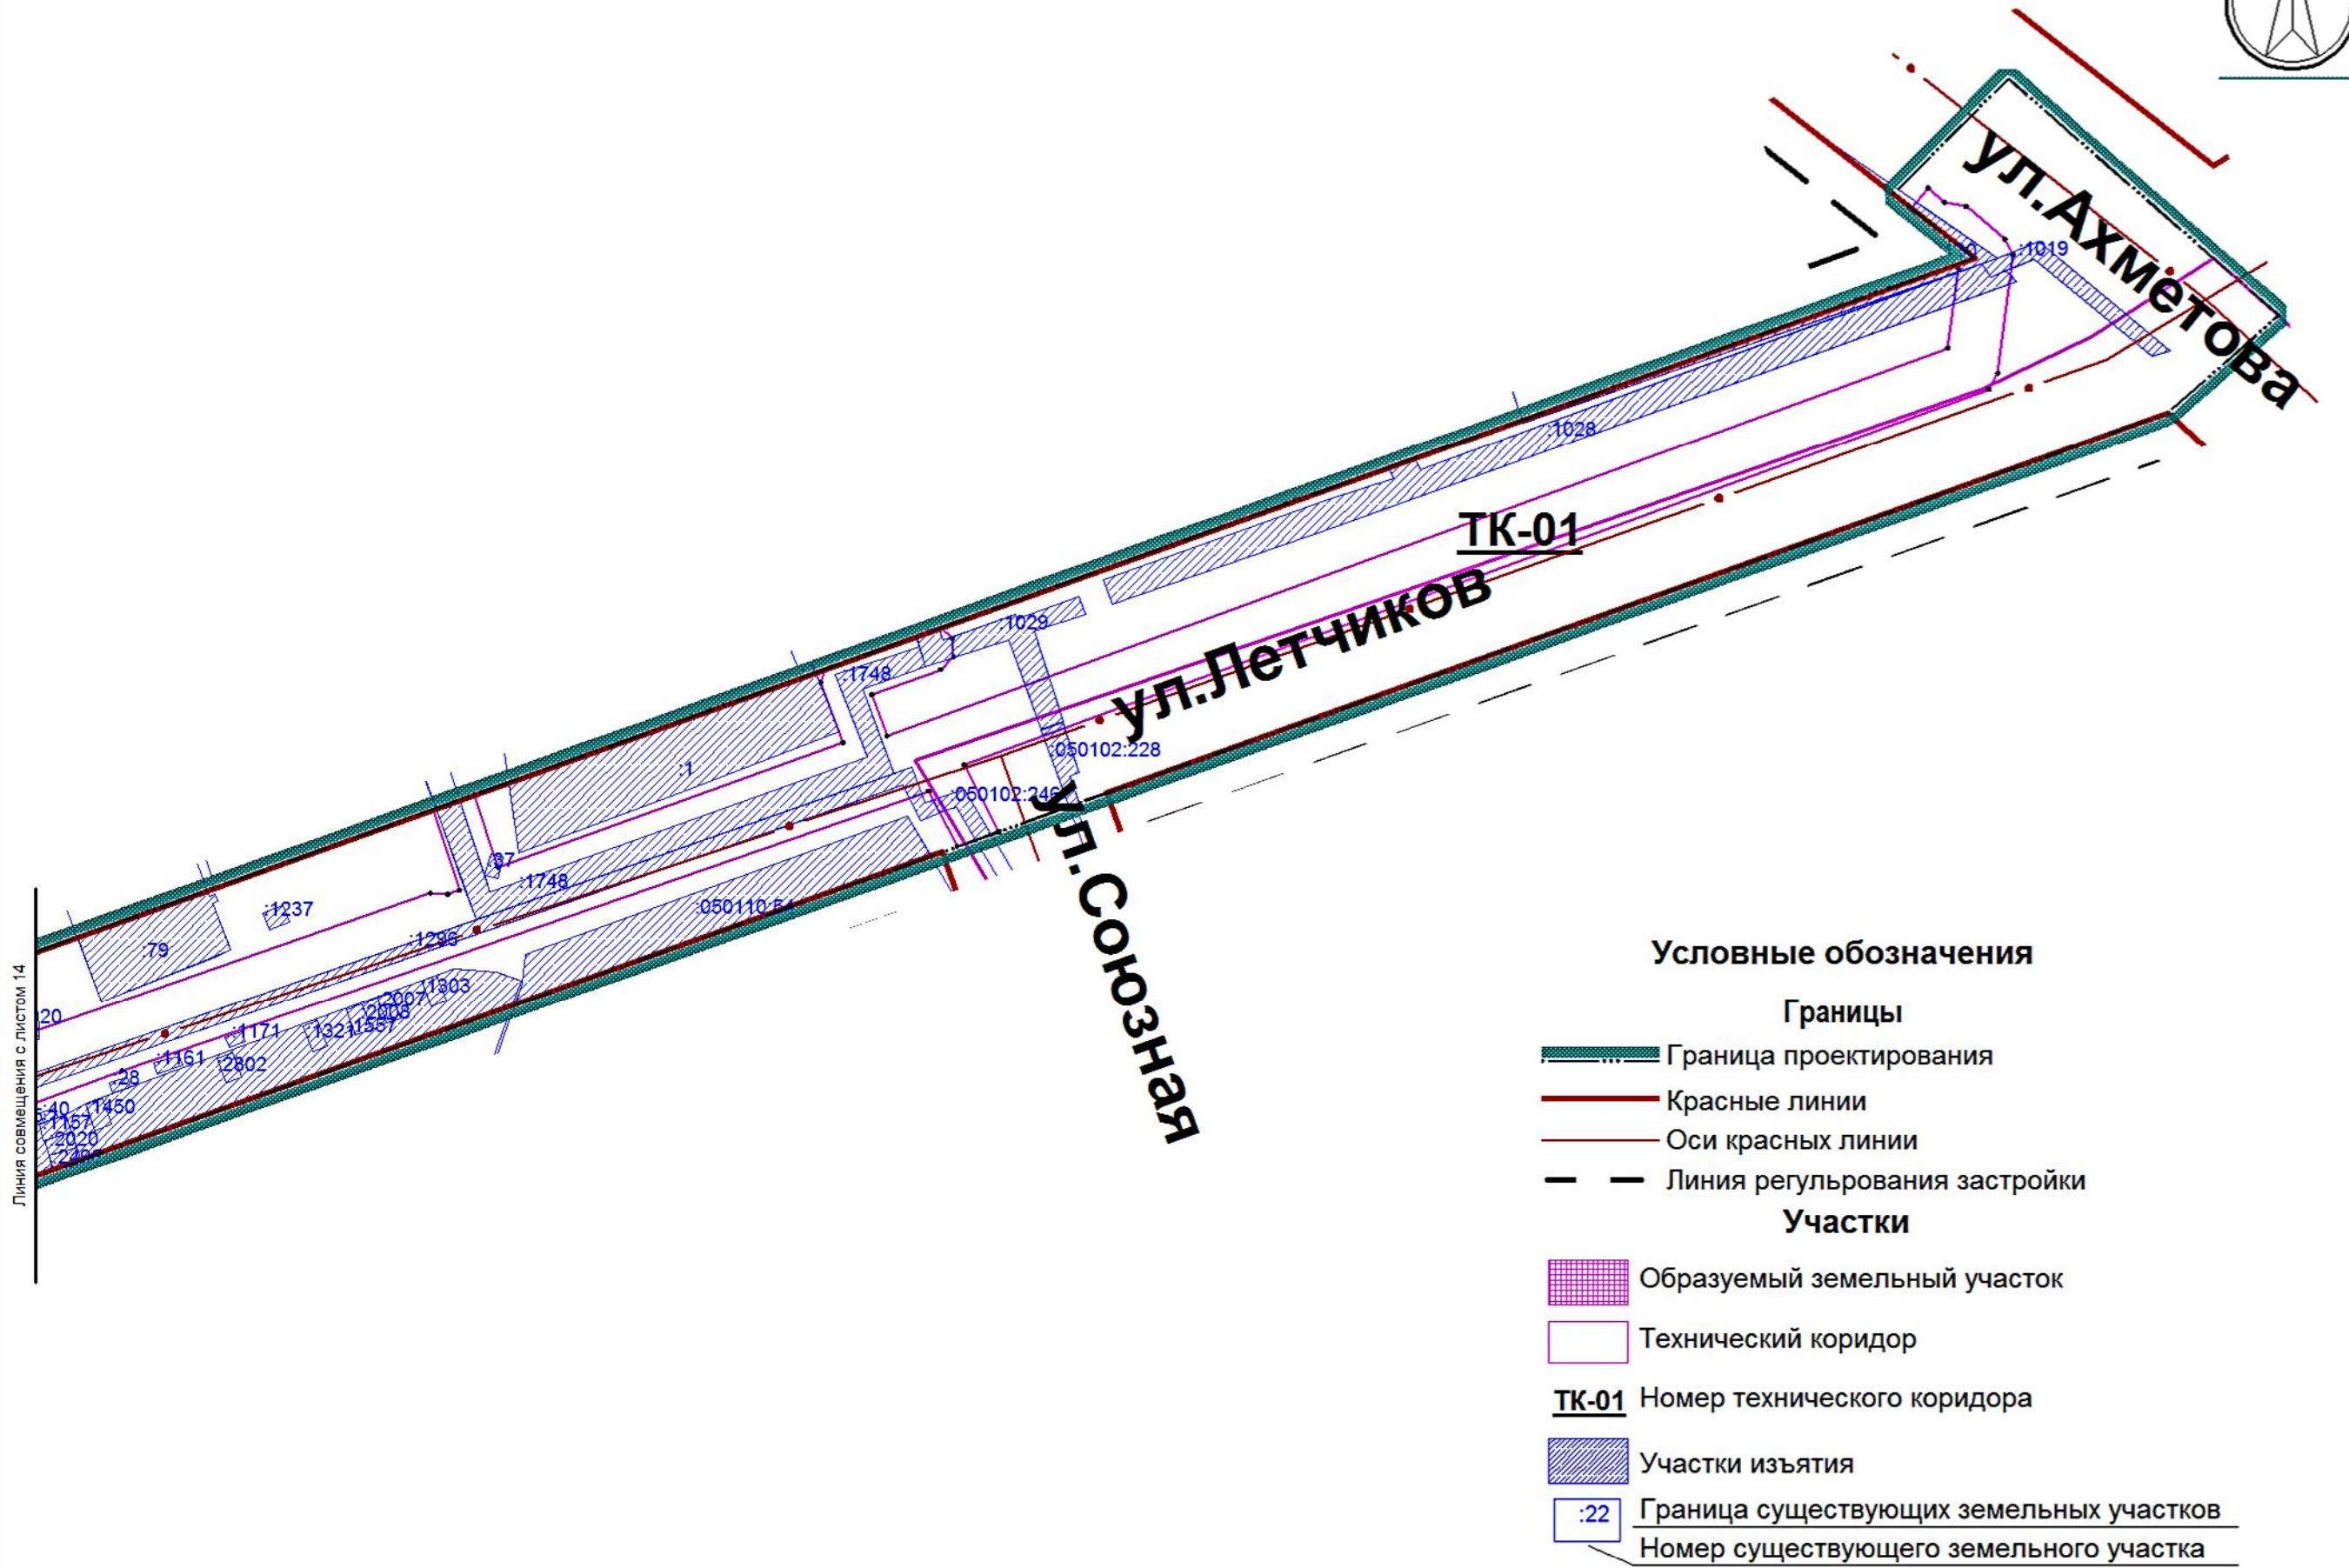 ул.Ахметова
:1019
:1028
ТК-01
ул.Летчиков
:1029
:1748
:050102:228
:1
:050102:246
ул.Союзная
:37
:1748
:050110:54
:1237
:1296
:79
:1303
:2007
:2008
:1557
:1321
:1171
:20
:1161
:2802
:28
:1450
:40
:1157
:2020
Линия совмещения с листом 14
Условные обозначения
Границы
Граница проектирования
Красные линии
Оси красных линии
Линия регульрования застройки
Участки
Образуемый земельный участок
Технический коридор
ТК-01 Номер технического коридора
Участки изъятия
:22 Граница существующих земельных участков
Номер существующего земельного участка